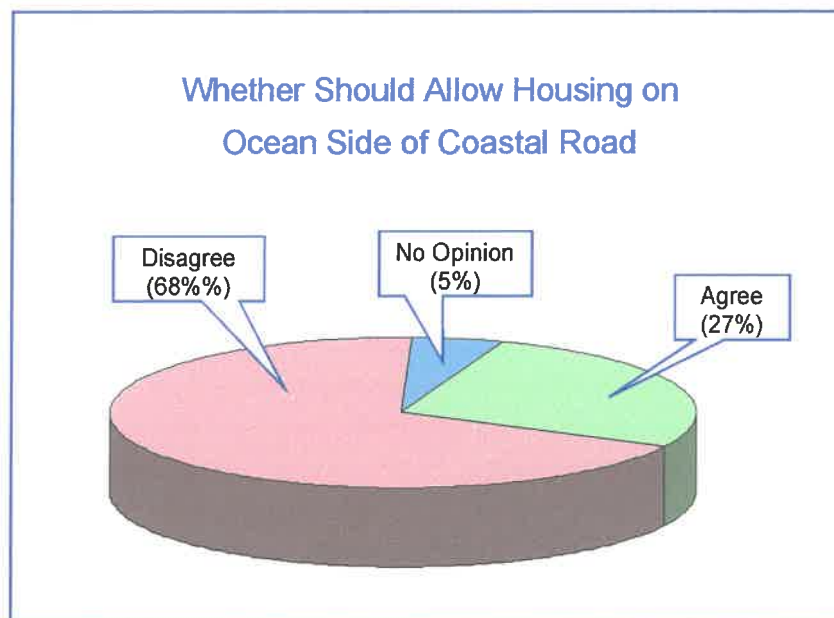 Whether Should Allow Housing on
Ocean Side of Coastal Road
Disagree
(68%%)
No Opinion
(5%)
Agree
(27%)